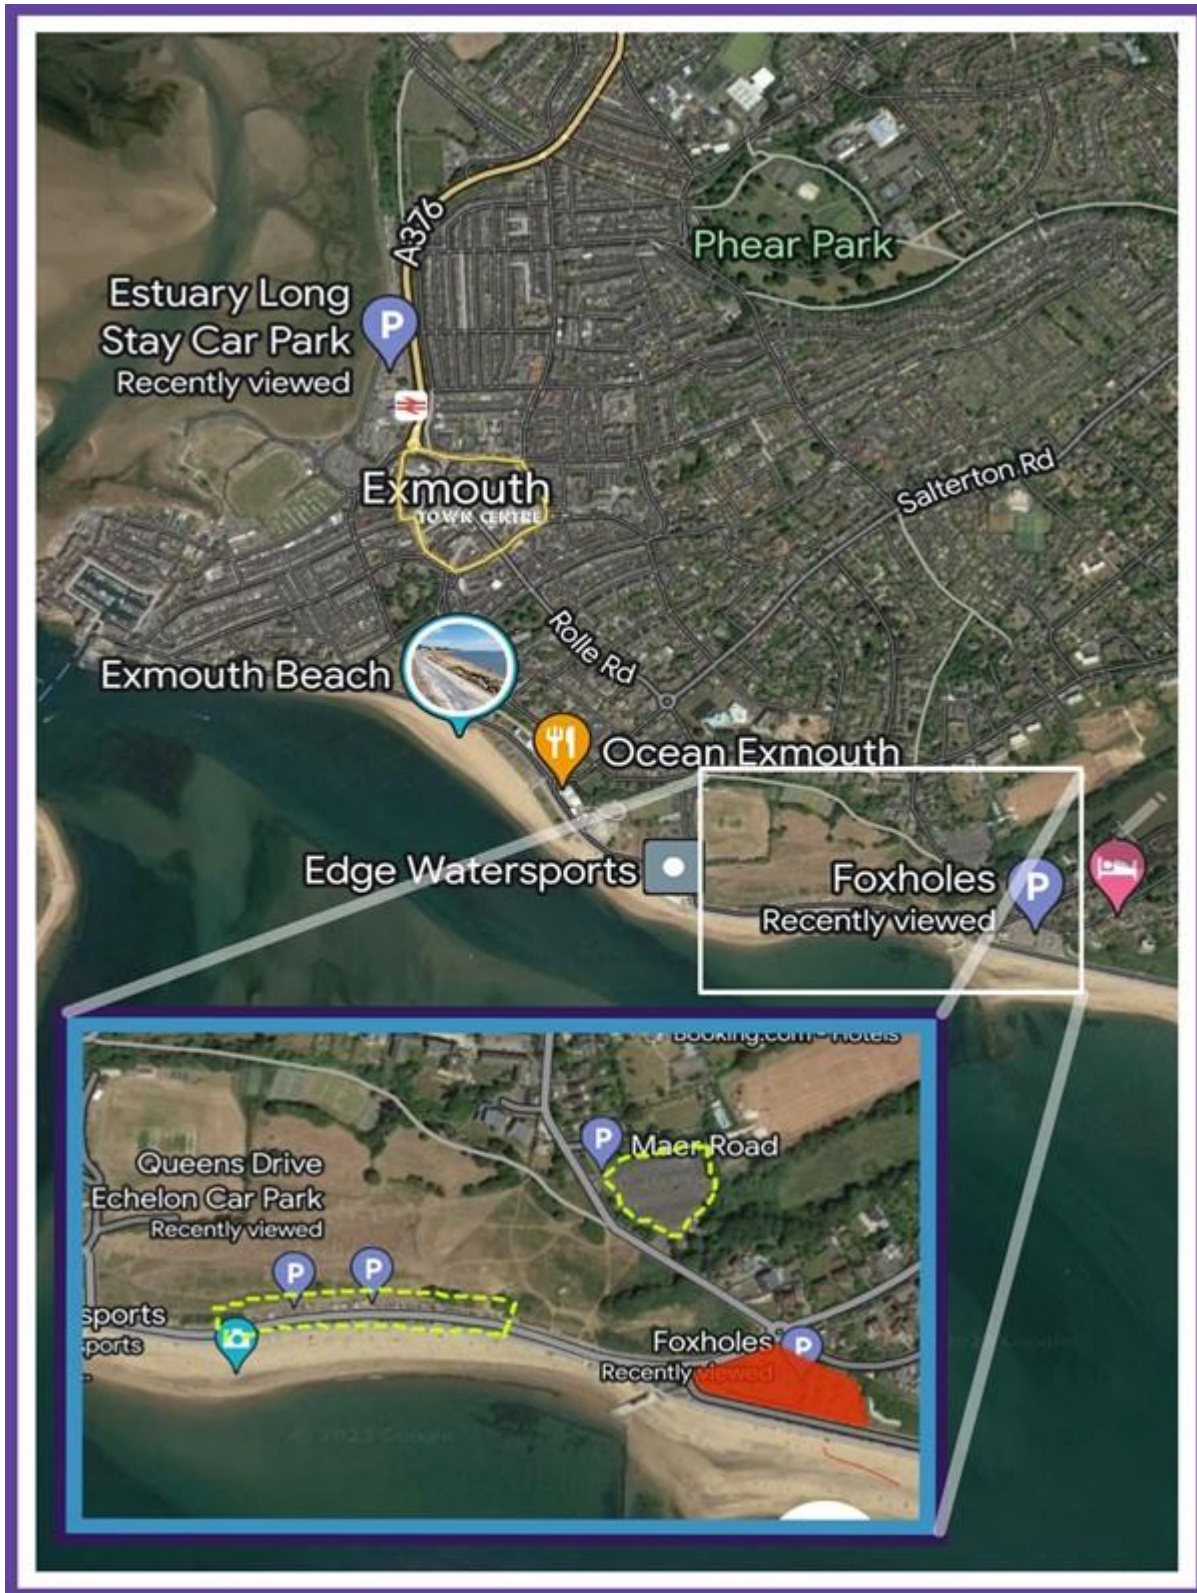 A376
Phear Park
Estuary Long
Stay Car Park
Recently viewed
P
Exmouth
TOWN CENTRE
Salterton Rd
Rolle Rd
Exmouth Beach
Ocean Exmouth
Edge Watersports
Foxholes
Recently viewed
P
Booking.com - Hotels
P
Maer Road
Queens Drive
Echelon Car Park
Recently viewed
P
P
sports
sports
Foxholes
P
Recently viewed